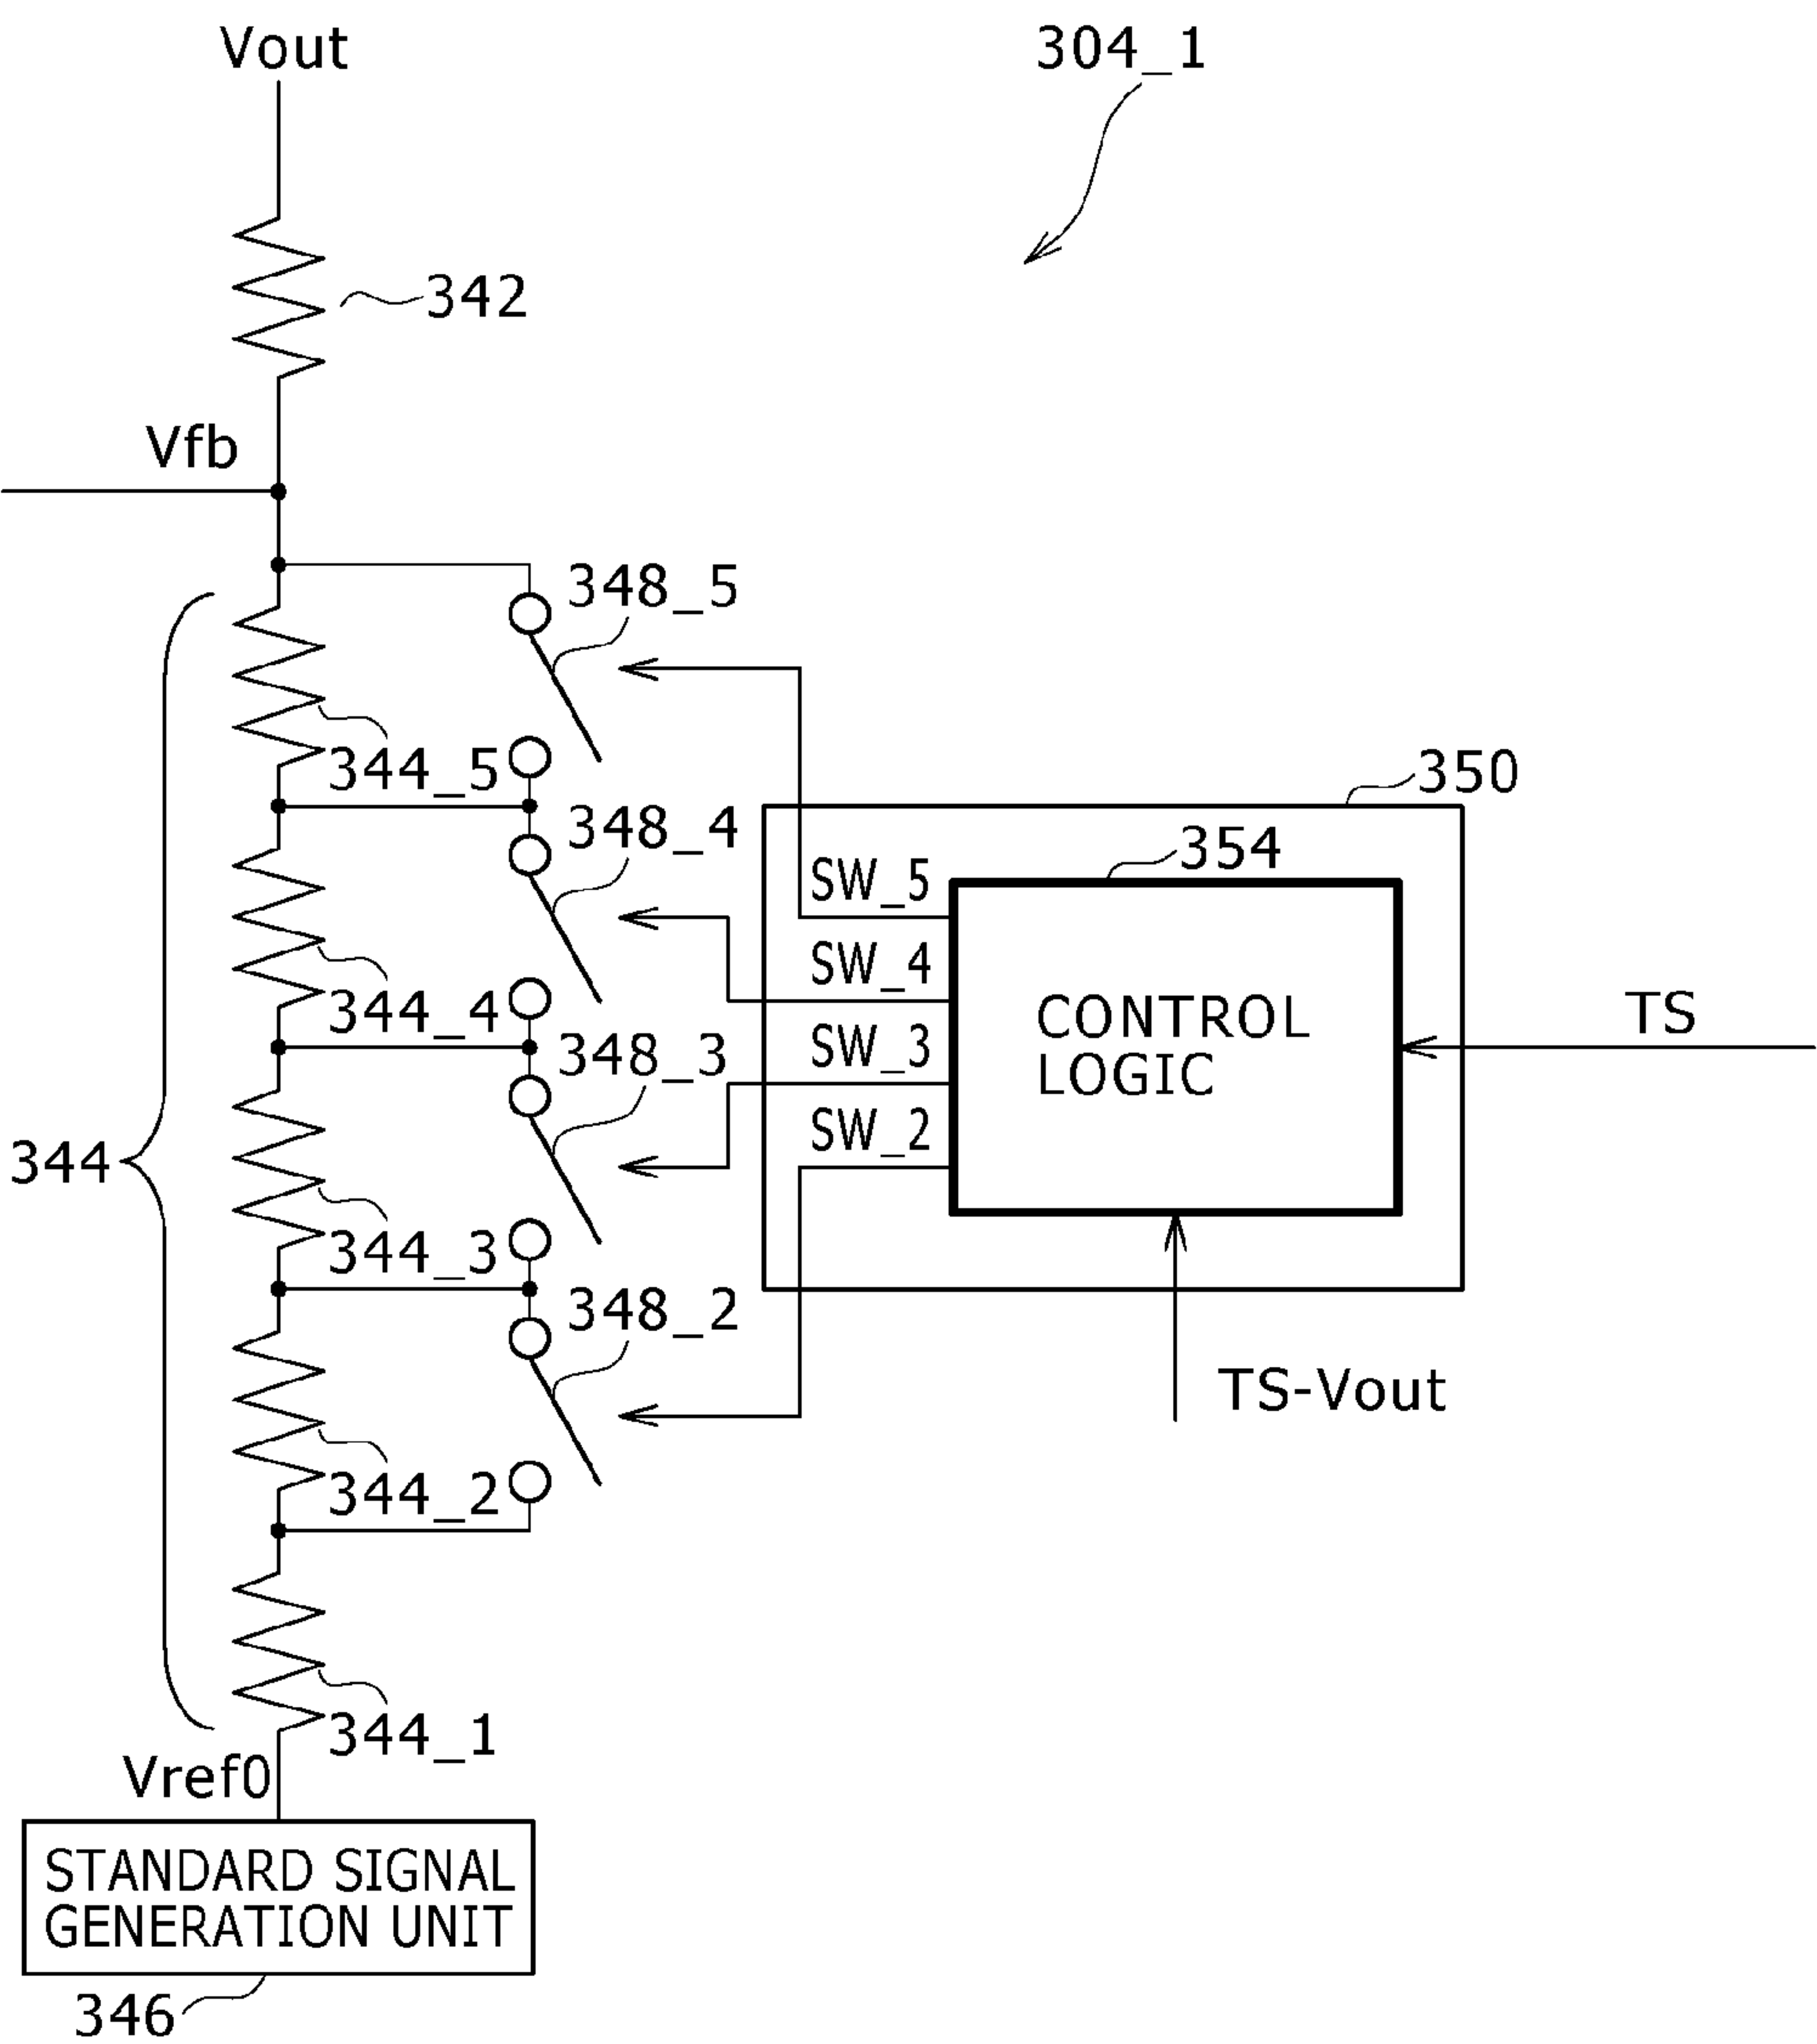 Vout
304_1
342
Vfb
348_5
344_5
350
348_4
354
SW_5
SW_4
CONTROL
LOGIC
TS
344_4
348_3
SW_3
SW_2
344
344_3
348_2
TS-Vout
344_2
344_1
Vref0
STANDARD SIGNAL
GENERATION UNIT
346